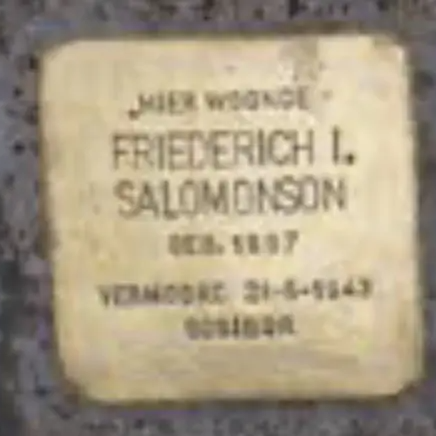 HIER WOONDE
FRIEDERICH I.
SALOMONSON
GEB.
VERMOORD 21-5-1943
SOBIBOR